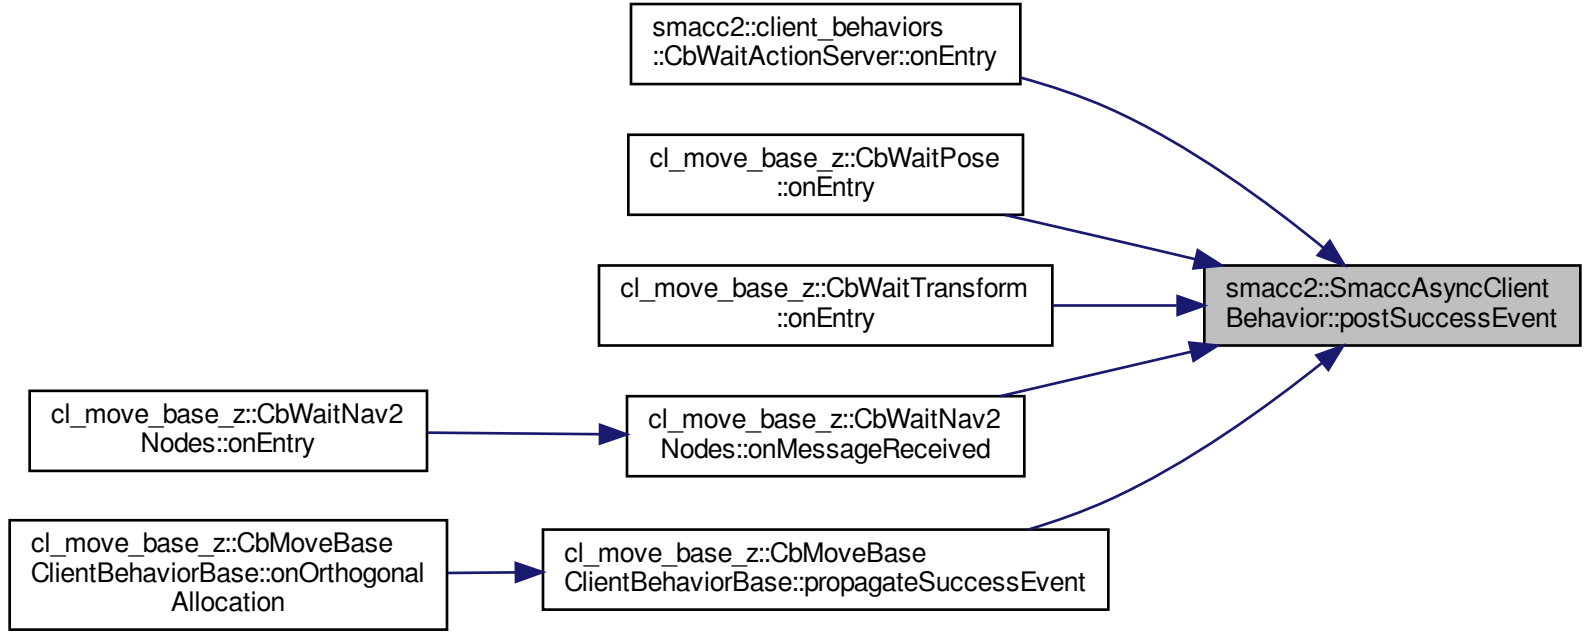 smacc2::client_behaviors
::CbWaitActionServer::onEntry
cl_move_base_z::CbWaitPose
::onEntry
cl_move_base_z::CbWaitTransform
::onEntry
smacc2::SmaccAsyncClient
Behavior::postSuccessEvent
cl_move_base_z::CbWaitNav2
Nodes::onEntry
cl_move_base_z::CbWaitNav2
Nodes::onMessageReceived
cl_move_base_z::CbMoveBase
ClientBehaviorBase::onOrthogonal
Allocation
cl_move_base_z::CbMoveBase
ClientBehaviorBase::propagateSuccessEvent